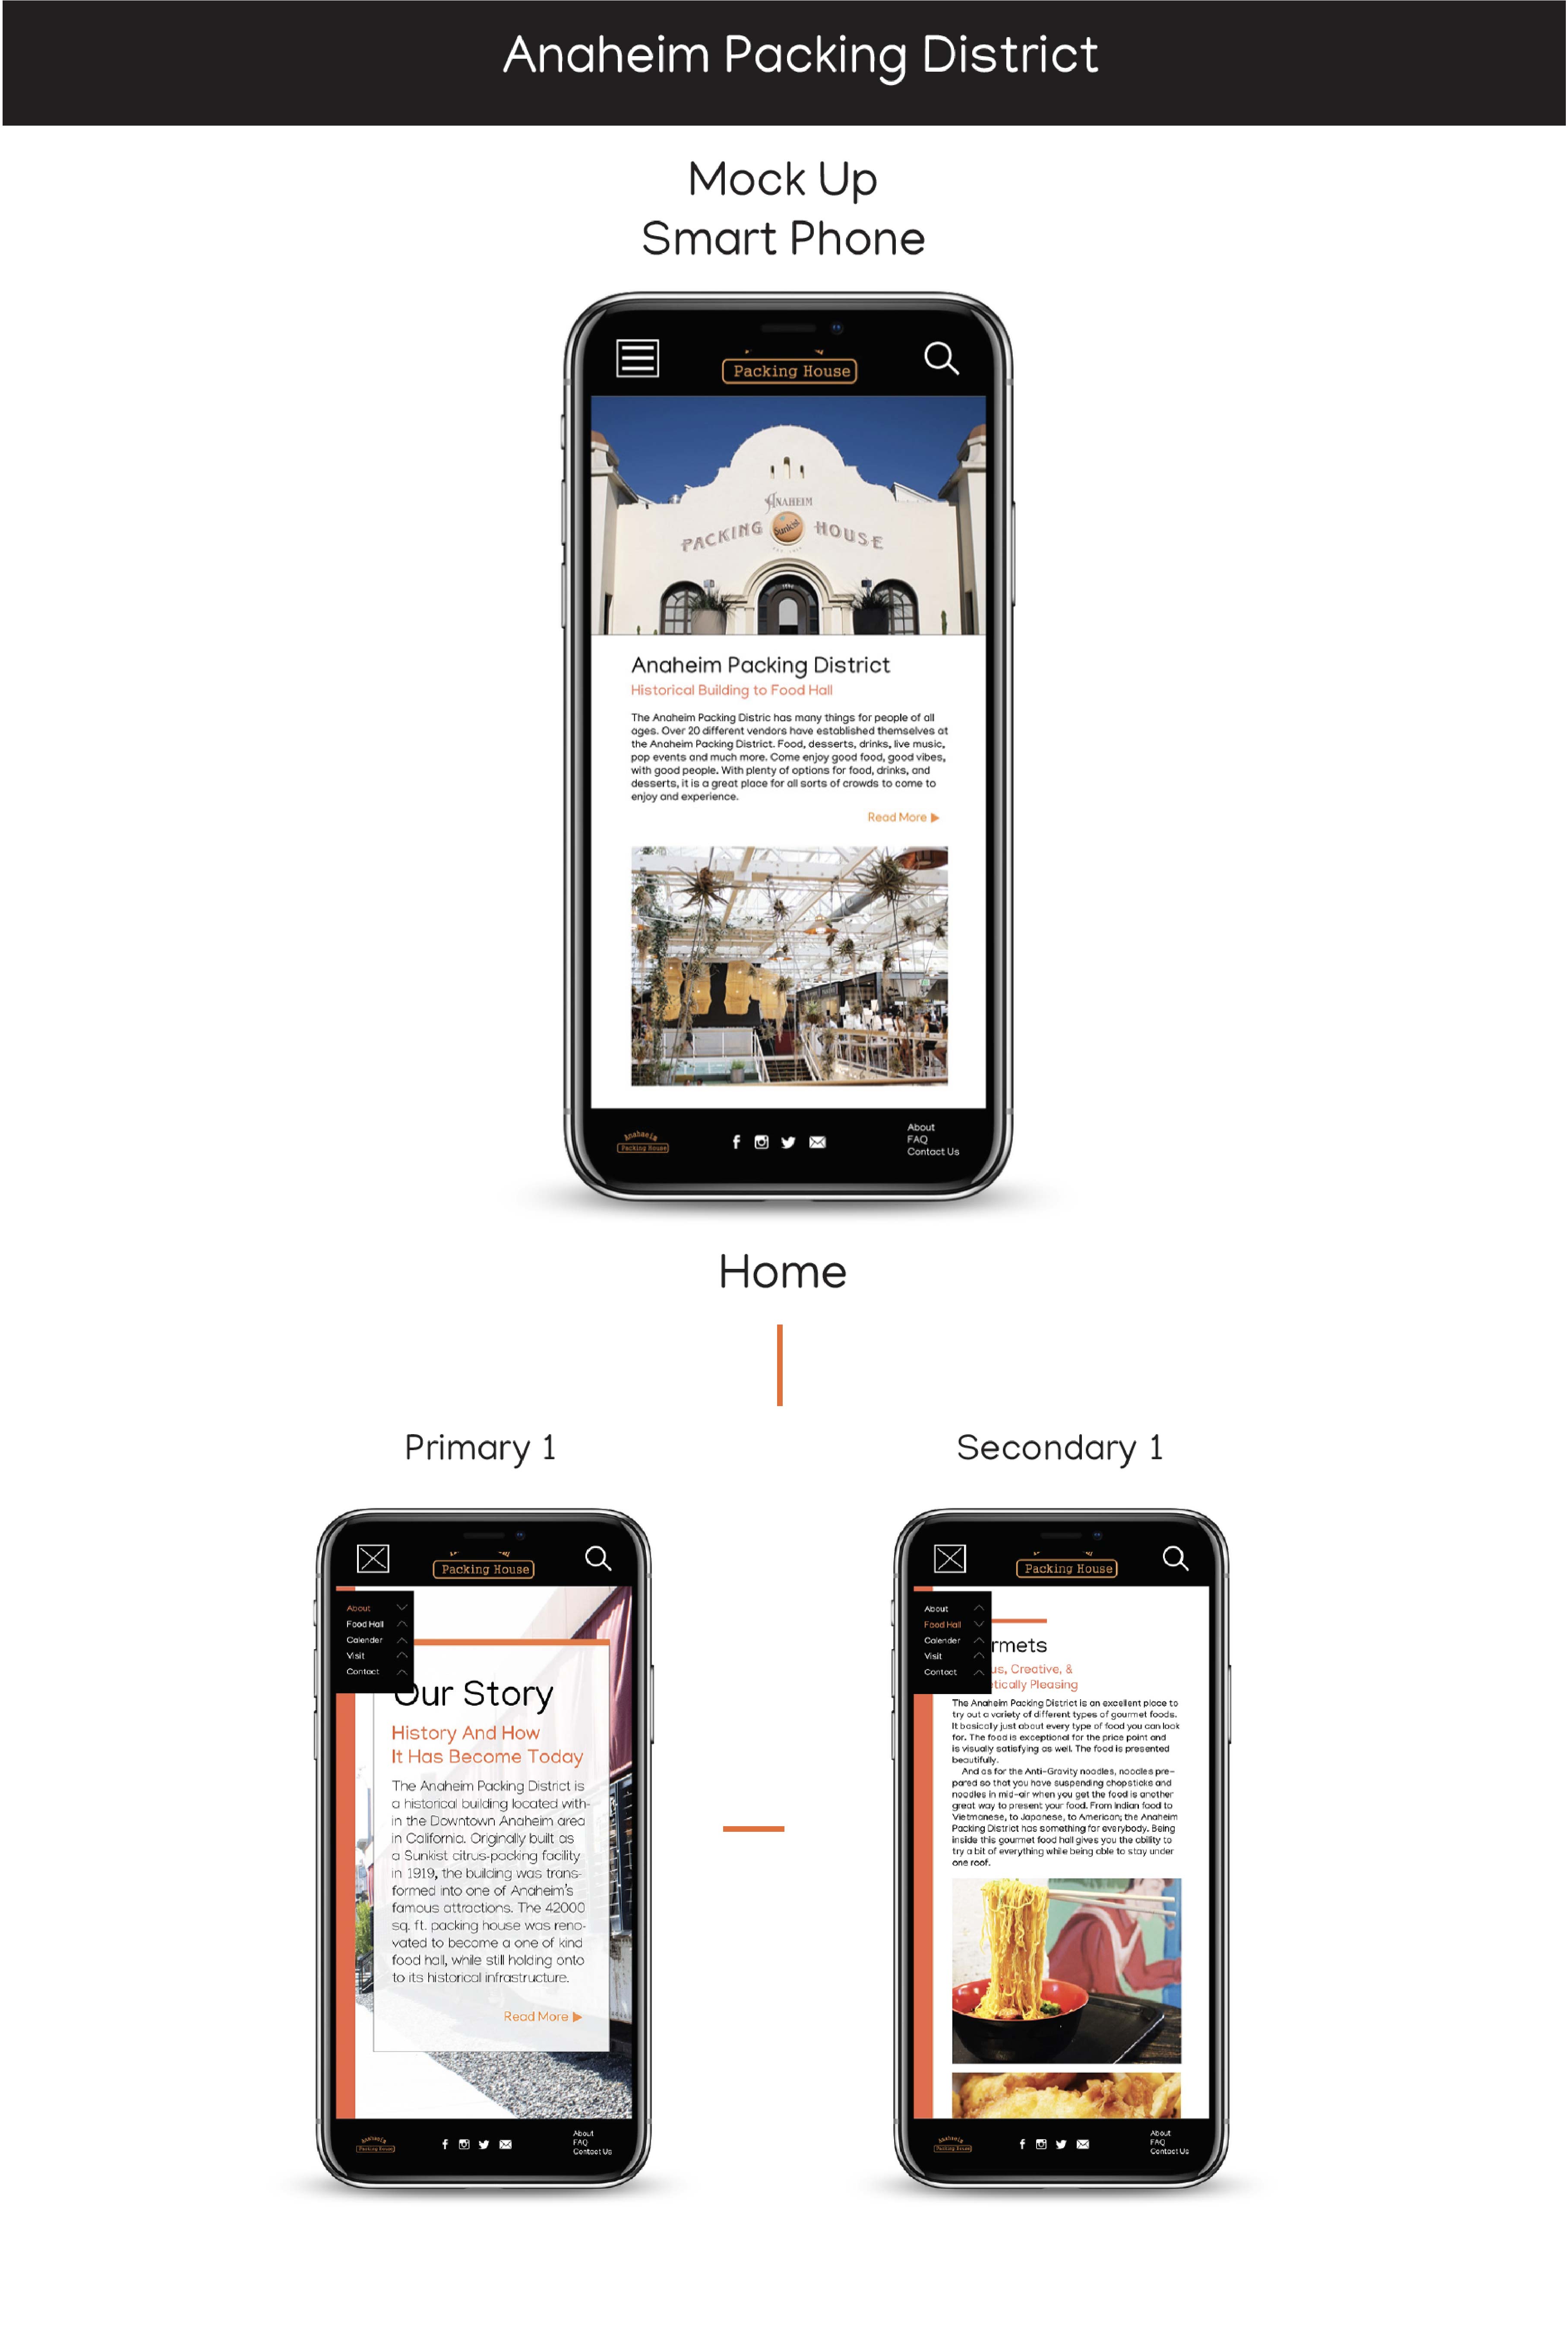 Anaheim Packing District
Mock Up
Smart Phone
Packing House
ANAHEIM
PACKING Sunkist HOUSE
Anaheim Packing District
Historical Building to Food Hall
The Anaheim Packing Distric has many things for people of all
ages. Over 20 different vendors have established themselves at
the Anaheim Packing District. Food, desserts, drinks, live music,
pop events and much more. Come enjoy good food, good vibes,
with good people. With plenty of options for food, drinks, and
desserts, it is a great place for all sorts of crowds to come to
enjoy and experience.
Read More
Packing House
About
FAQ
Contact Us
Home
Primary 1
Packing House
About
Food Hall
Calender
Visit
Contact
Our Story
History And How
It Has Become Today
The Anaheim Packing District is
a historical building located with-
in the Downtown Anaheim area
in California. Originally built as
a Sunkist citrus-packing facility
in 1919, the building was trans-
formed into one of Anaheim's
famous attractions. The 42000
sq. ft. packing house was reno-
vated to become a one of kind
food hall, while still holding onto
to its historical infrastructure.
Read More
Packing House
About
FAQ
Contact Us
Secondary 1
Packing House
About
Food Hall
Calender
Visit
Contact
rmets
us, Creative, &
etically Pleasing
The Anaheim Packing District is an excellent place to
try out a variety of different types of gourmet foods.
It basically just about every type of food you can look
for. The food is exceptional for the price point and
is visually satisfying as well. The food is presented
beautifully.
And as for the Anti-Gravity noodles, noodles pre-
pared so that you have suspending chopsticks and
noodles in mid-air when you get the food is another
great way to present your food. From Indian food to
Vietmanese, to Japanese, to American; the Anaheim
Packing District has something for everybody. Being
inside this gourmet food hall gives you the ability to
try a bit of everything while being able to stay under
one roof.
Packing House
About
FAQ
Contact Us